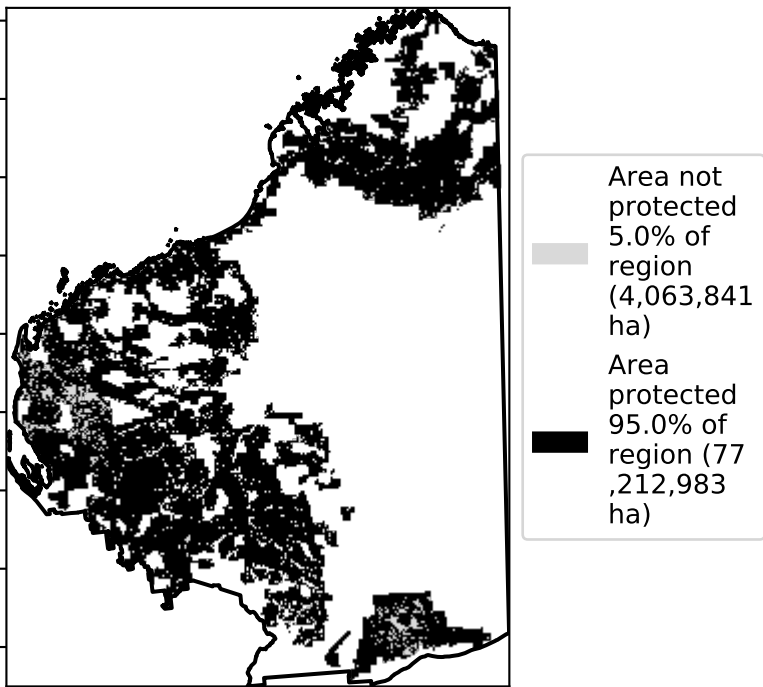 Area not
protected
5.0% of
region
(4,063,841
ha)
Area
protected
95.0% of
region (77
,212,983
ha)